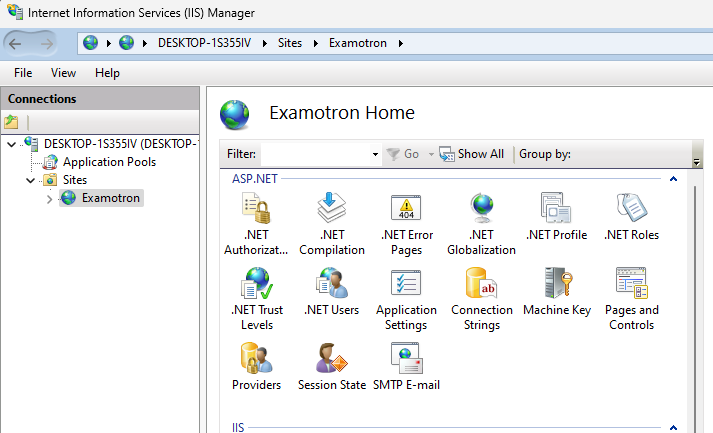 Internet Information Services (IIS) Manager
DESKTOP-1S355IV Sites Examotron
File View Help
Connections
DESKTOP-1S355IV (DESKTOP-
Application Pools
Sites
Examotron
Examotron Home
Filter: Go Show All Group by:
ASP.NET
.NET Authorizat...
.NET Compilation
.NET Error Pages
404
.NET Globalization
.NET Profile
.NET Roles
.NET Trust Levels
.NET Users
Application Settings
Connection Strings
ab
Machine Key
Pages and Controls
Providers
Session State
SMTP E-mail
IIS